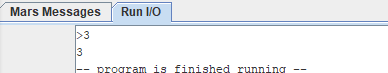 Mars Messages Run I/O
>3
3
-- program is finished running --